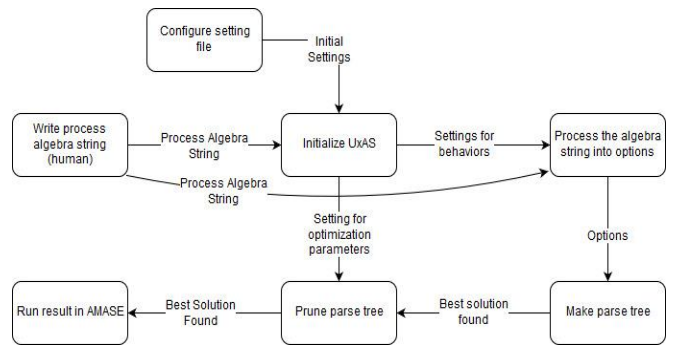 Configure setting
file
Initial
Settings
Write process
algebra string
(human)
Process Algebra
String
Initialize UxAS
Settings for
behaviors
Process the algebra
string into options
Process Algebra
String
Setting for
optimization
parameters
Options
Run result in AMASE
Best Solution
Found
Prune parse tree
Best solution
found
Make parse tree